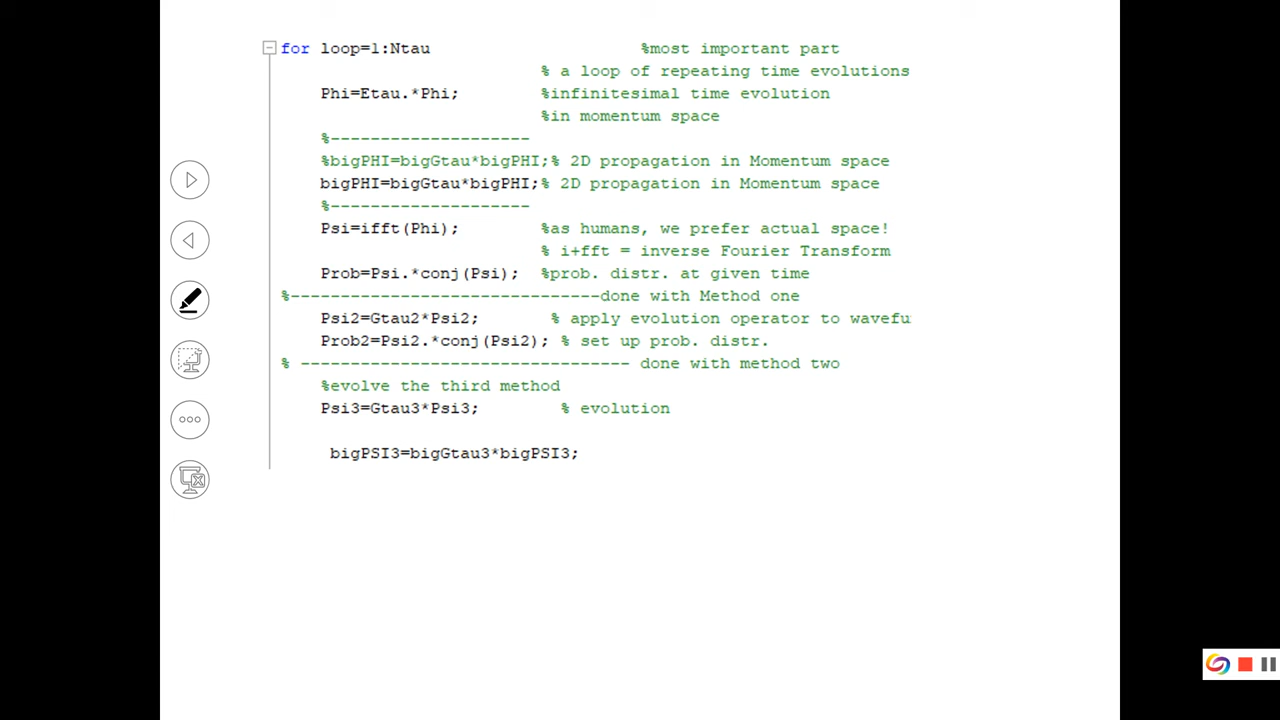 for loop=1:Ntau %most important part
% a loop of repeating time evolutions
Phi=Etau.*Phi; %infinitesimal time evolution
%in momentum space
%--------------------
%bigPHI=bigGtau*bigPHI;% 2D propagation in Momentum space
bigPHI=bigGtau*bigPHI;% 2D propagation in Momentum space
%--------------------
Psi=ifft(Phi); %as humans, we prefer actual space!
% i+fft = inverse Fourier Transform
Prob=Psi.*conj(Psi); %prob. distr. at given time
%-------------------------------done with Method one
Psi2=Gtau2*Psi2; % apply evolution operator to wavefu
Prob2=Psi2.*conj(Psi2); % set up prob. distr.
% --------------------------------- done with method two
%evolve the third method
Psi3=Gtau3*Psi3; % evolution
bigPSI3=bigGtau3*bigPSI3;